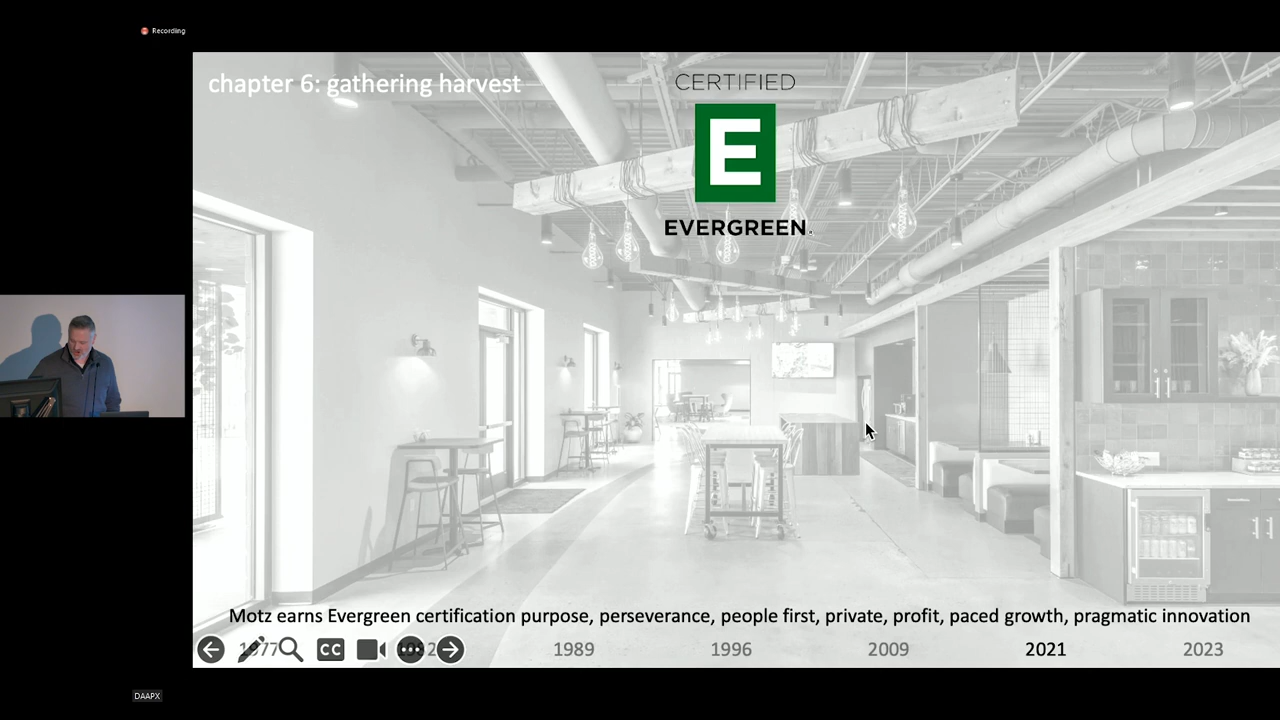 Recording
chapter 6: gathering harvest
CERTIFIED
E
EVERGREEN.
Motz earns Evergreen certification purpose, perseverance, people first, private, profit, paced growth, pragmatic innovation
1989 1996 2009 2021 2023
CC
DAAPX